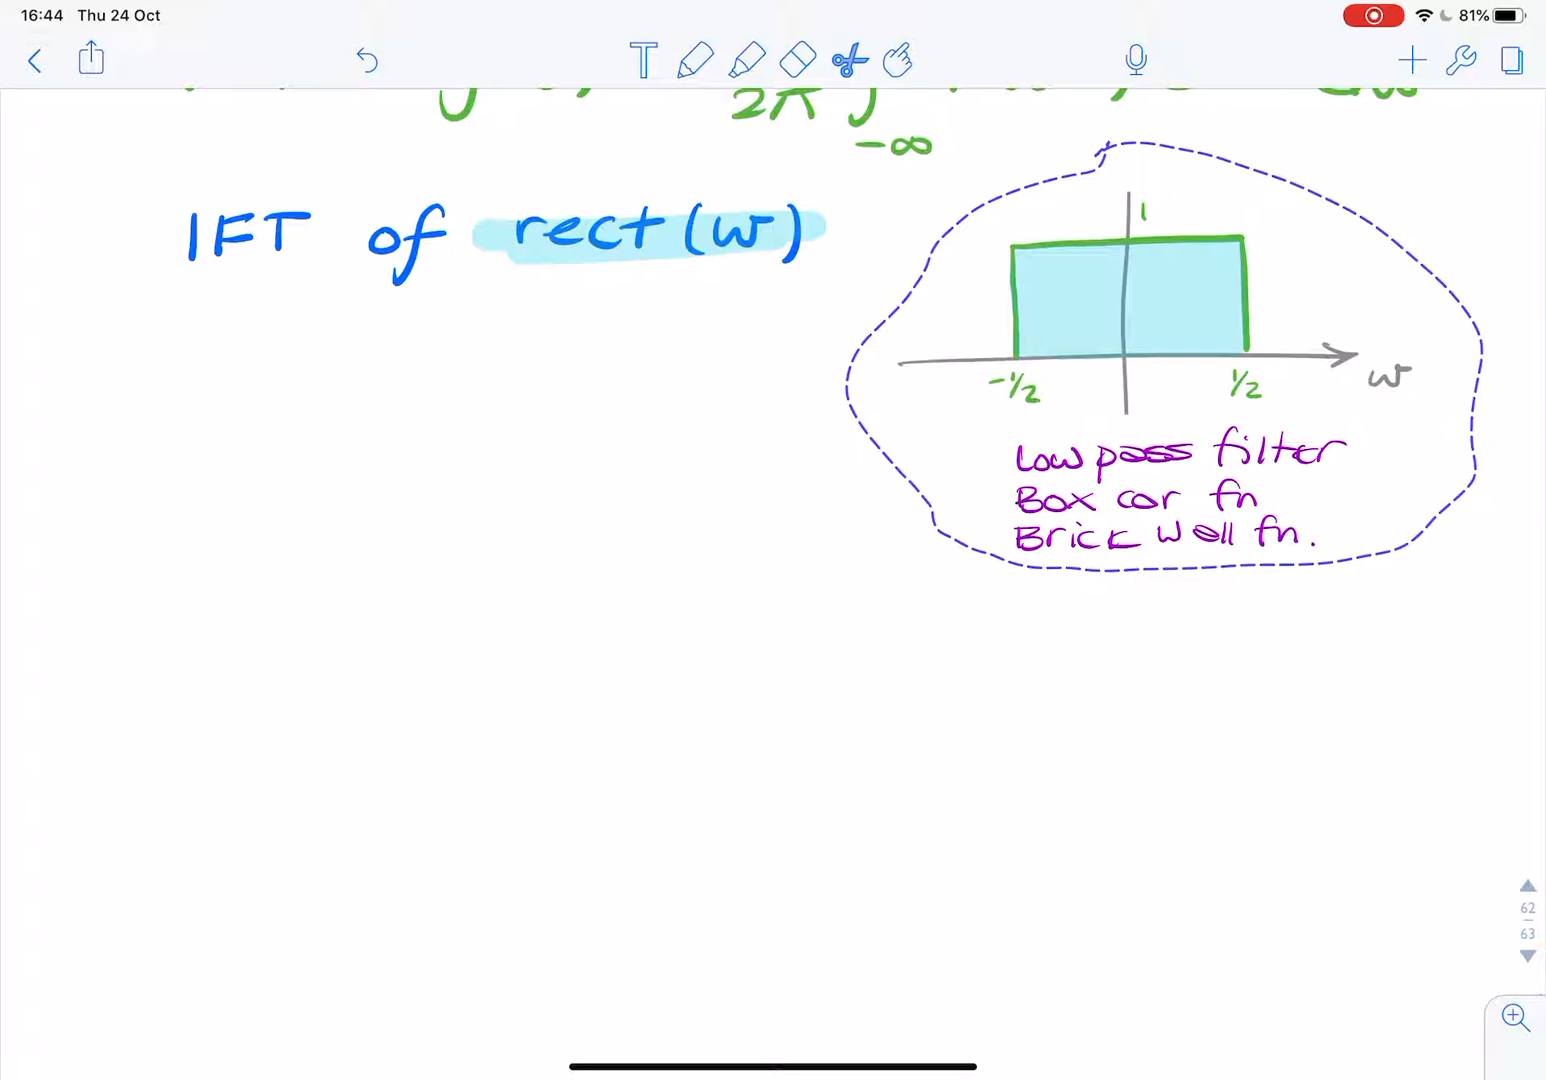 16:44 Thu 24 Oct 81%
2π
-∞
IFT of rect(w)
1
-1/2 1/2 w
Low pass filter
Box car fn
Brick wall fn.
62
63